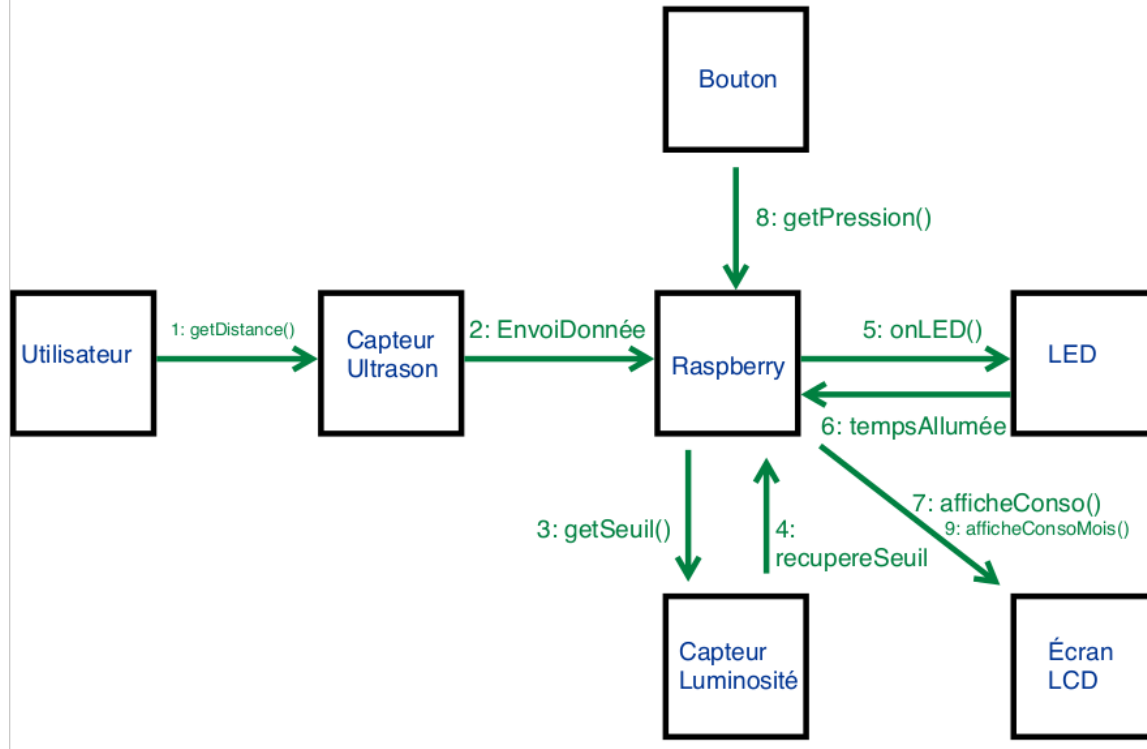 Bouton
8: getPression()
Utilisateur
1: getDistance()
Capteur
Ultrason
2: EnvoiDonnée
Raspberry
5: onLED()
LED
6: tempsAllumée
3: getSeuil()
4:
recupereSeuil
7: afficheConso()
9: afficheConsoMois()
Capteur
Luminosité
Écran
LCD